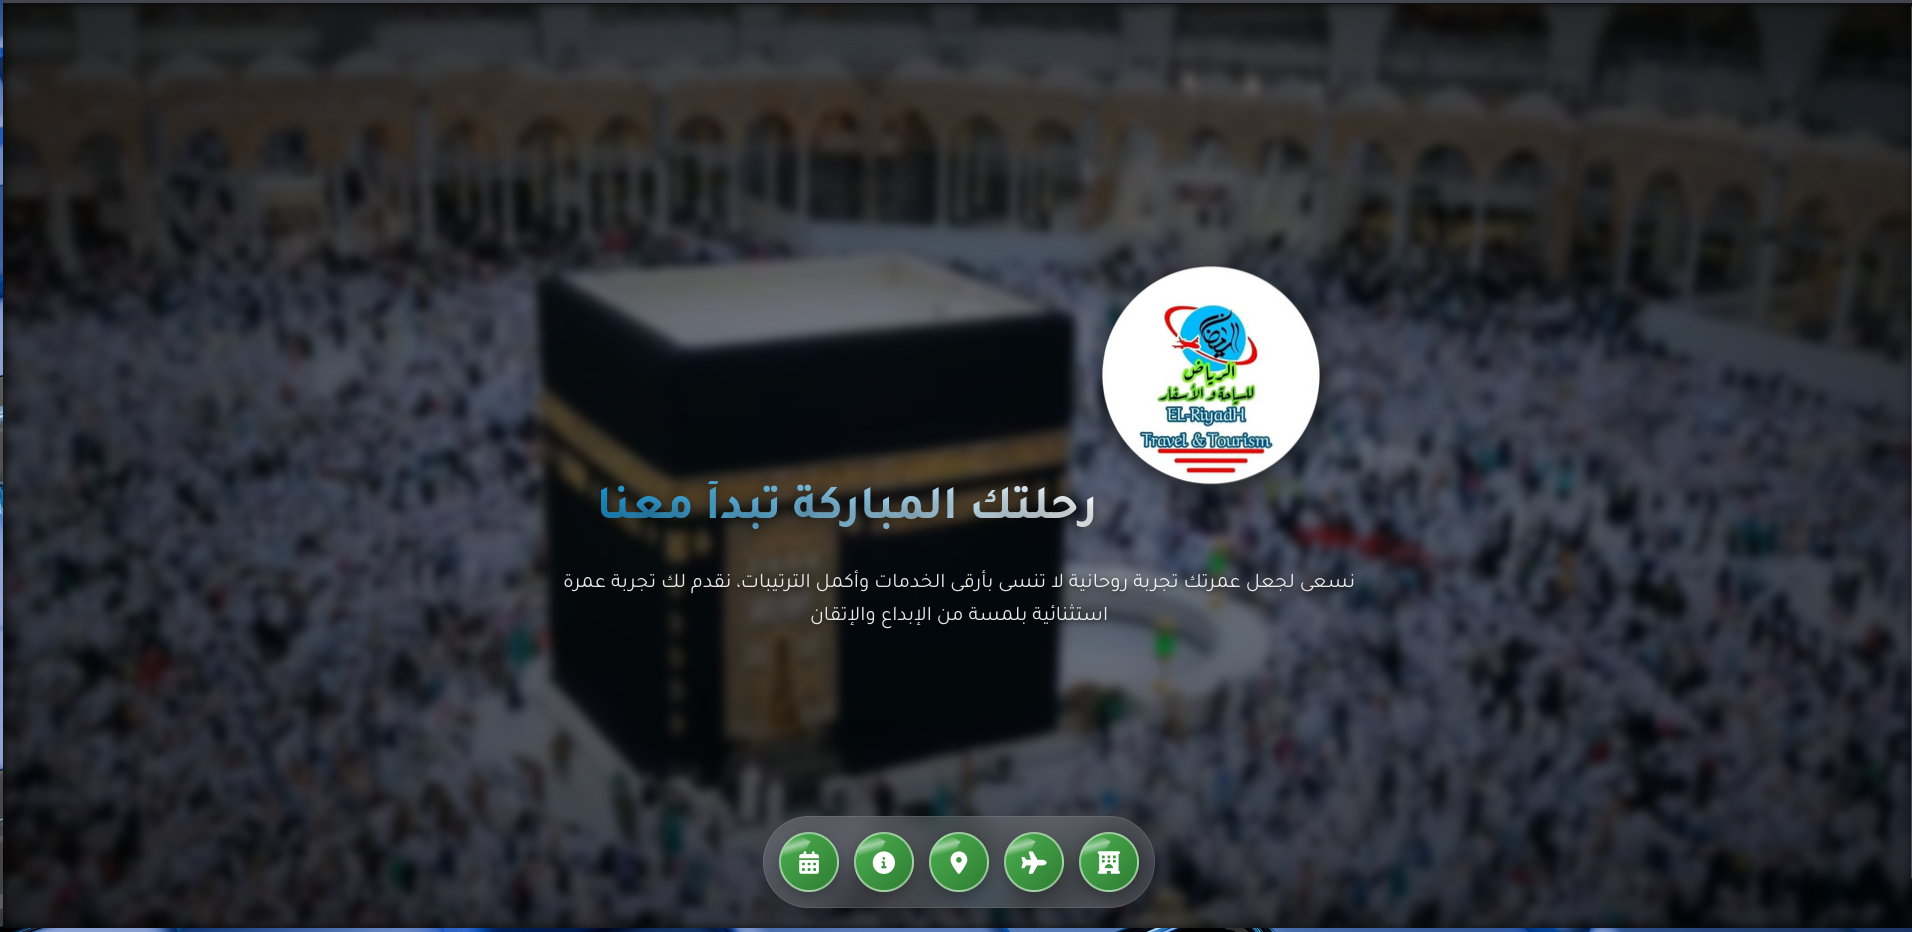 الرياض
الرياض
للسياحة و الأسفار
EL-RiyadH
Travel & Tourism
رحلتك المباركة تبدأ معنا
نسعى لجعل عمرتك تجربة روحانية لا تنسى بأرقى الخدمات وأكمل الترتيبات، نقدم لك تجربة عمرة
استثنائية بلمسة من الإبداع والإتقان